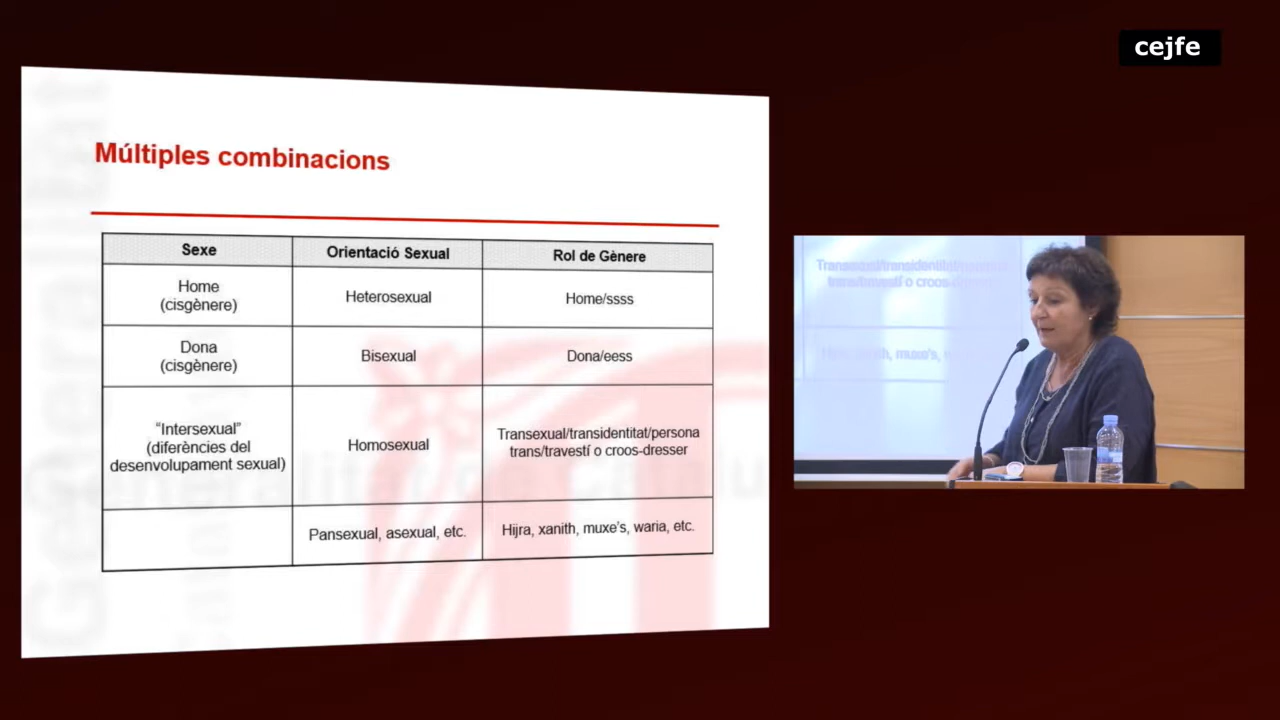 cejfe
Múltiples combinacions
Sexe
Orientació Sexual
Rol de Gènere
Home
(cisgènere)
Heterosexual
Home/ssss
Dona
(cisgènere)
Bisexual
Dona/eess
“Intersexual”
(diferències del
desenvolupament sexual)
Homosexual
Transexual/transidentitat/persona
trans/travestí o croos-dresser
Pansexual, asexual, etc.
Hijra, xanith, muxe’s, waria, etc.